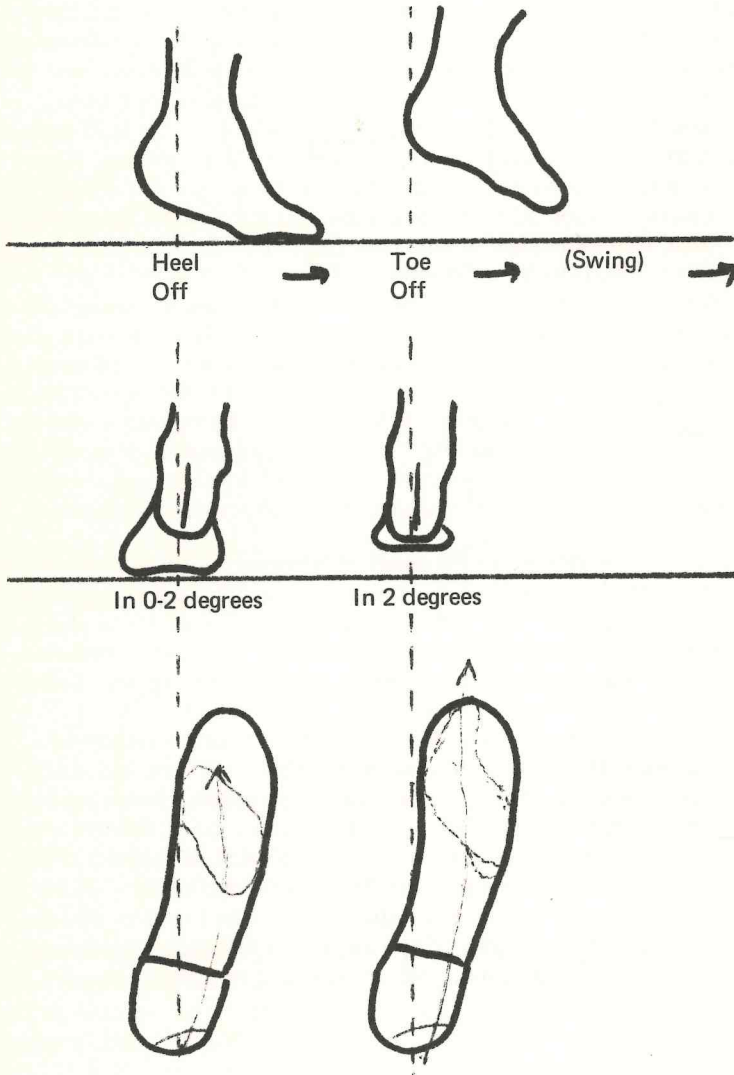 Heel
Off
Toe
Off
(Swing)
In 0-2 degrees
In 2 degrees